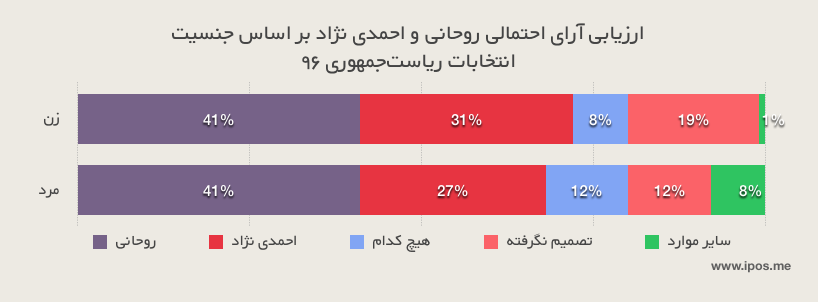 ارزیابی آرای احتمالی روحانی و احمدی نژاد بر اساس جنسیت
انتخابات ریاست‌جمهوری ۹۶
زن
41% 31% 8% 19% 1%
مرد
41% 27% 12% 12% 8%
روحانی
احمدی نژاد
هیچ کدام
تصمیم نگرفته
سایر موارد
www.ipos.me